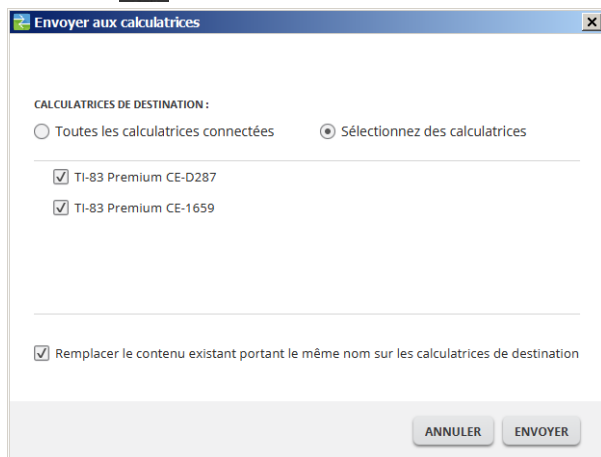 Envoyer aux calculatrices
CALCULATRICES DE DESTINATION :
Toutes les calculatrices connectées
Sélectionnez des calculatrices
TI-83 Premium CE-D287
TI-83 Premium CE-1659
Remplacer le contenu existant portant le même nom sur les calculatrices de destination
ANNULER
ENVOYER